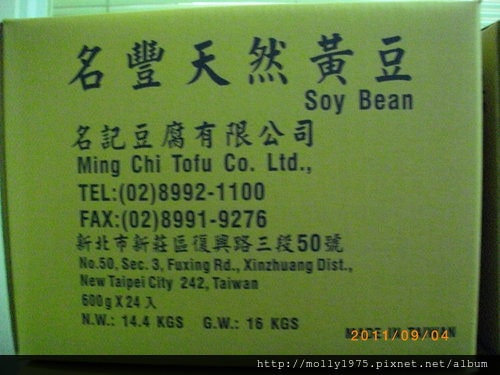 名豐天然黃豆
Soy Bean
名記豆腐有限公司
Ming Chi Tofu Co. Ltd.,
TEL:(02)8992-1100
FAX:(02)8991-9276
新北市新莊區復興路三段50號
No.50, Sec. 3, Fuxing Rd., Xinzhuang Dist.,
New Taipei City 242, Taiwan
600g X 24入
N.W.: 14.4 KGS G.W.: 16 KGS
MADE IN TAIWAN
2011/09/04
http://molly1975.pixnet.net/album